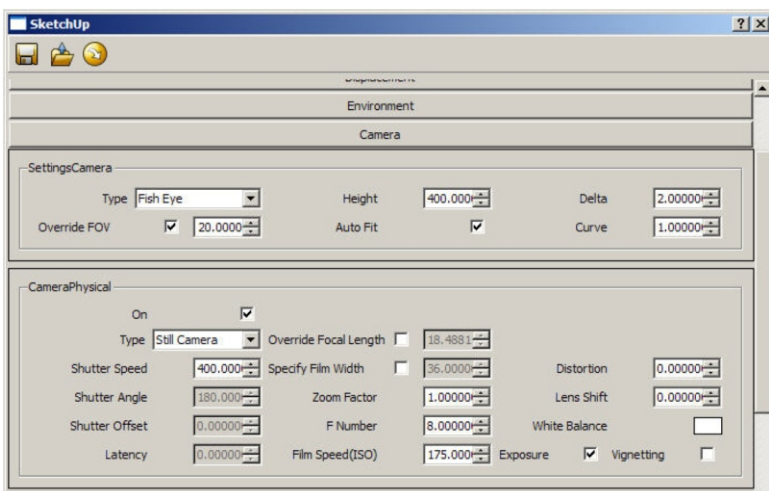 SketchUp
Environment
Camera
SettingsCamera
Type Fish Eye Height 400.000 Delta 2.00000
Override FOV 20.0000 Auto Fit Curve 1.00000
CameraPhysical
On
Type Still Camera Override Focal Length 18.4881
Shutter Speed 400.000 Specify Film Width 36.0000 Distortion 0.00000
Shutter Angle 180.000 Zoom Factor 1.00000 Lens Shift 0.00000
Shutter Offset 0.00000 F Number 8.00000 White Balance
Latency 0.00000 Film Speed(ISO) 175.000 Exposure Vignetting